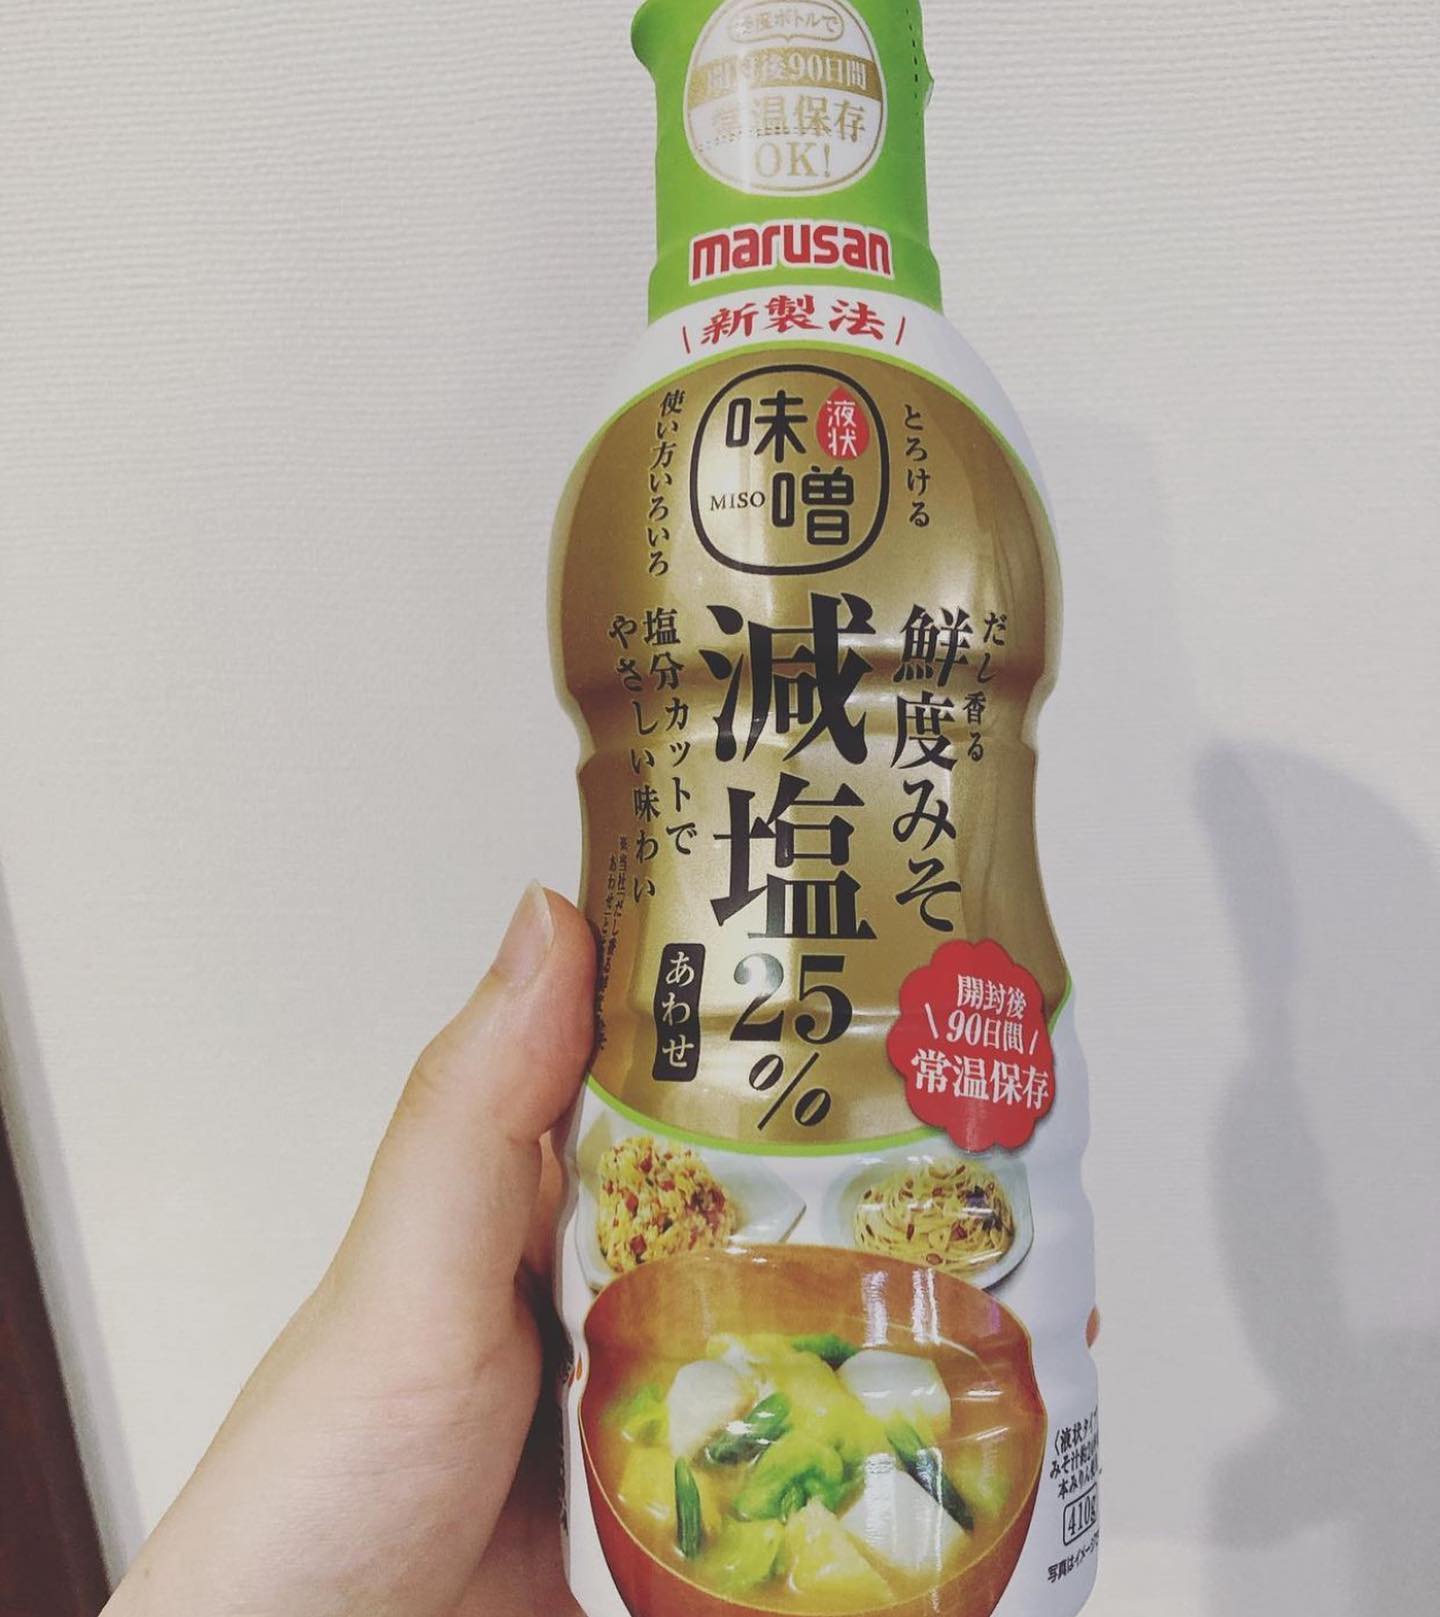 開封後90日間
常温保存
OK!
marusan
新製法
とろける
液状
味噌
MISO
使い方いろいろ
だし香る
鮮度みそ
減塩
25%
あわせ
塩分カットで
やさしい味わい
開封後
90日間
常温保存
410g